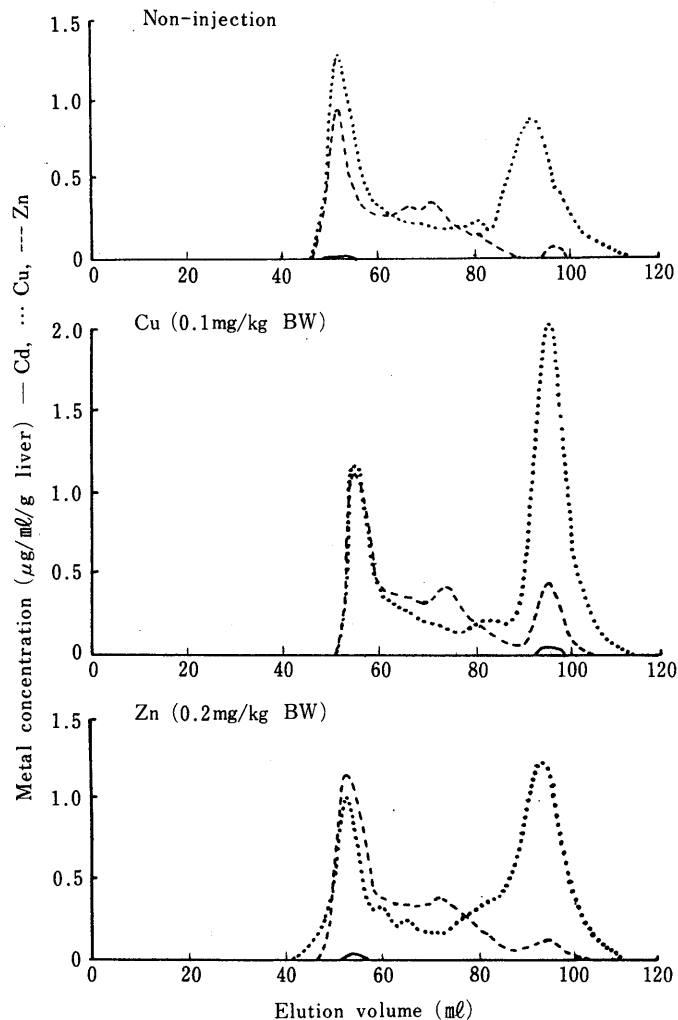 Non-injection
1.5
1.0
0.5
0
0 20 40 60 80 100 120
Cu (0.1mg/kg BW)
2.0
1.5
1.0
0.5
0
0 20 40 60 80 100 120
Zn (0.2mg/kg BW)
1.5
1.0
0.5
0
0 20 40 60 80 100 120
Elution volume (mℓ)
Metal concentration (μg/mℓ/g liver) — Cd, ··· Cu, --- Zn